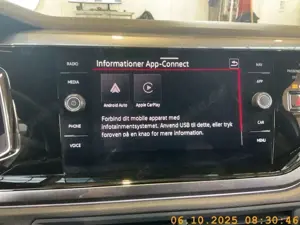 Informationer App-Connect
RADIO
MEDIA
PHONE
VOICE
NAV
APP
CAR
MENU
Android Auto
Apple CarPlay
Forbind dit mobile apparat med
infotainmentsystemet. Anvend USB til dette, eller tryk
foroven på en knap for mere information.
06.10.2025 08:30:46